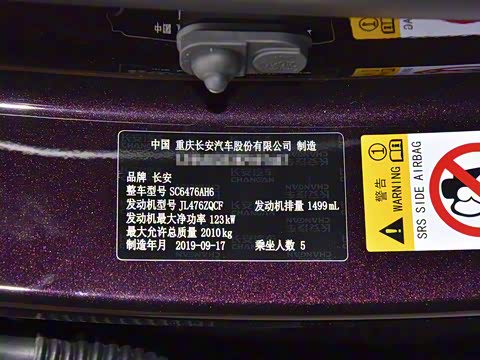 中国 重庆长安汽车股份有限公司 制造
品牌 长安
整车型号 SC6476AH6
发动机型号 JL476ZQCF 发动机排量 1499mL
发动机最大净功率 123kW
最大允许总质量 2010kg
制造年月 2019-09-17 乘坐人数 5
警告
WARNING
SRS SIDE AIRBAG